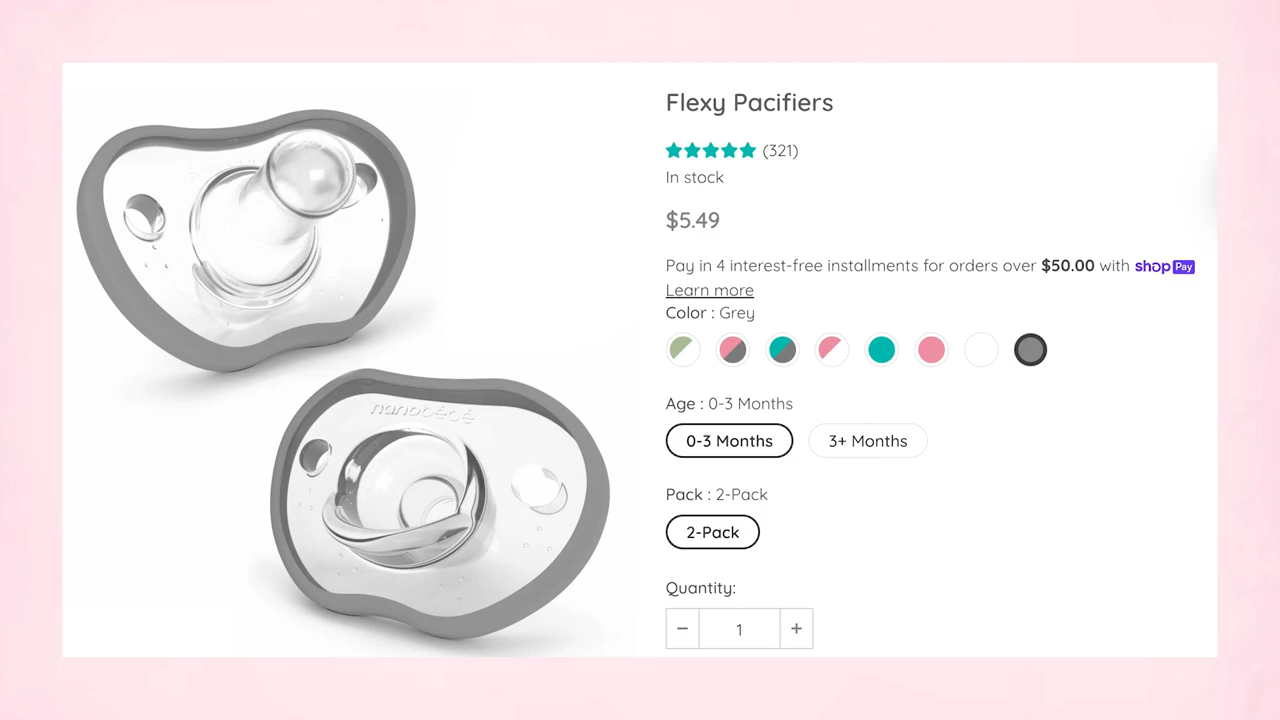 nanobébé
Flexy Pacifiers
(321)
In stock
$5.49
Pay in 4 interest-free installments for orders over $50.00 with shop Pay
Learn more
Color : Grey
Age : 0-3 Months
0-3 Months 3+ Months
Pack : 2-Pack
2-Pack
Quantity:
− 1 +